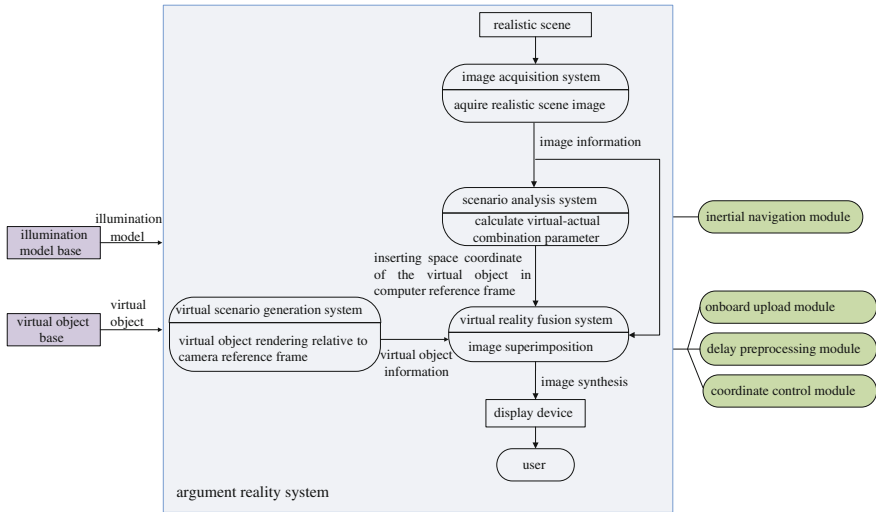 realistic scene
image acquisition system
aquire realistic scene image
image information
scenario analysis system
calculate virtual-actual
combination parameter
inertial navigation module
illumination
model
illumination
model base
inserting space coordinate
of the virtual object in
computer reference frame
virtual
object
virtual object
base
virtual scenario generation system
virtual object rendering relative to
camera reference frame
virtual object
information
virtual reality fusion system
image superimposition
onboard upload module
delay preprocessing module
coordinate control module
image synthesis
display device
user
argument reality system